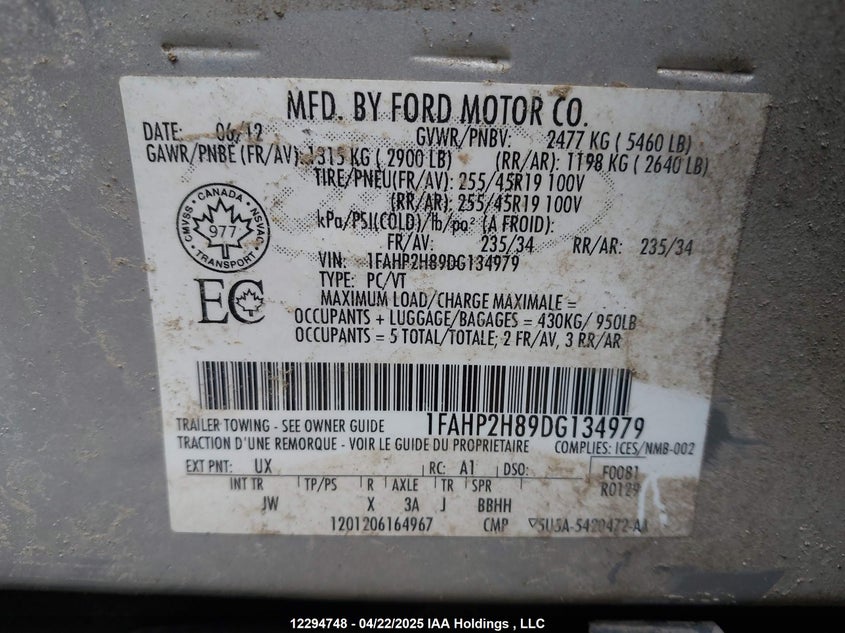 MFD. BY FORD MOTOR CO.
DATE: 06/12 GVWR/PNBV: 2477 KG ( 5460 LB)
GAWR/PNBE (FR/AV): 1315 KG ( 2900 LB) (RR/AR): 1198 KG ( 2640 LB)
TIRE/PNEU(FR/AV): 255/45R19 100V
(RR/AR): 255/45R19 100V
kPa/PSI(COLD)/lb/po² (A FROID):
FR/AV: 235/34 RR/AR: 235/34
CMVSS · CANADA · NSVAC · TRANSPORT
977
VIN: 1FAHP2H89DG134979
TYPE: PC/VT
EC
MAXIMUM LOAD/CHARGE MAXIMALE =
OCCUPANTS + LUGGAGE/BAGAGES = 430KG/ 950LB
OCCUPANTS = 5 TOTAL/TOTALE; 2 FR/AV, 3 RR/AR
TRAILER TOWING - SEE OWNER GUIDE 1FAHP2H89DG134979
TRACTION D'UNE REMORQUE - VOIR LE GUIDE DU PROPRIETAIRE COMPLIES: ICES/NMB-002
EXT PNT: UX RC: A1 DSO: F0081
INT TR TP/PS R AXLE TR SPR R0129
JW X 3A J BBHH
1201206164967 CMP
12294748 - 04/22/2025 IAA Holdings , LLC